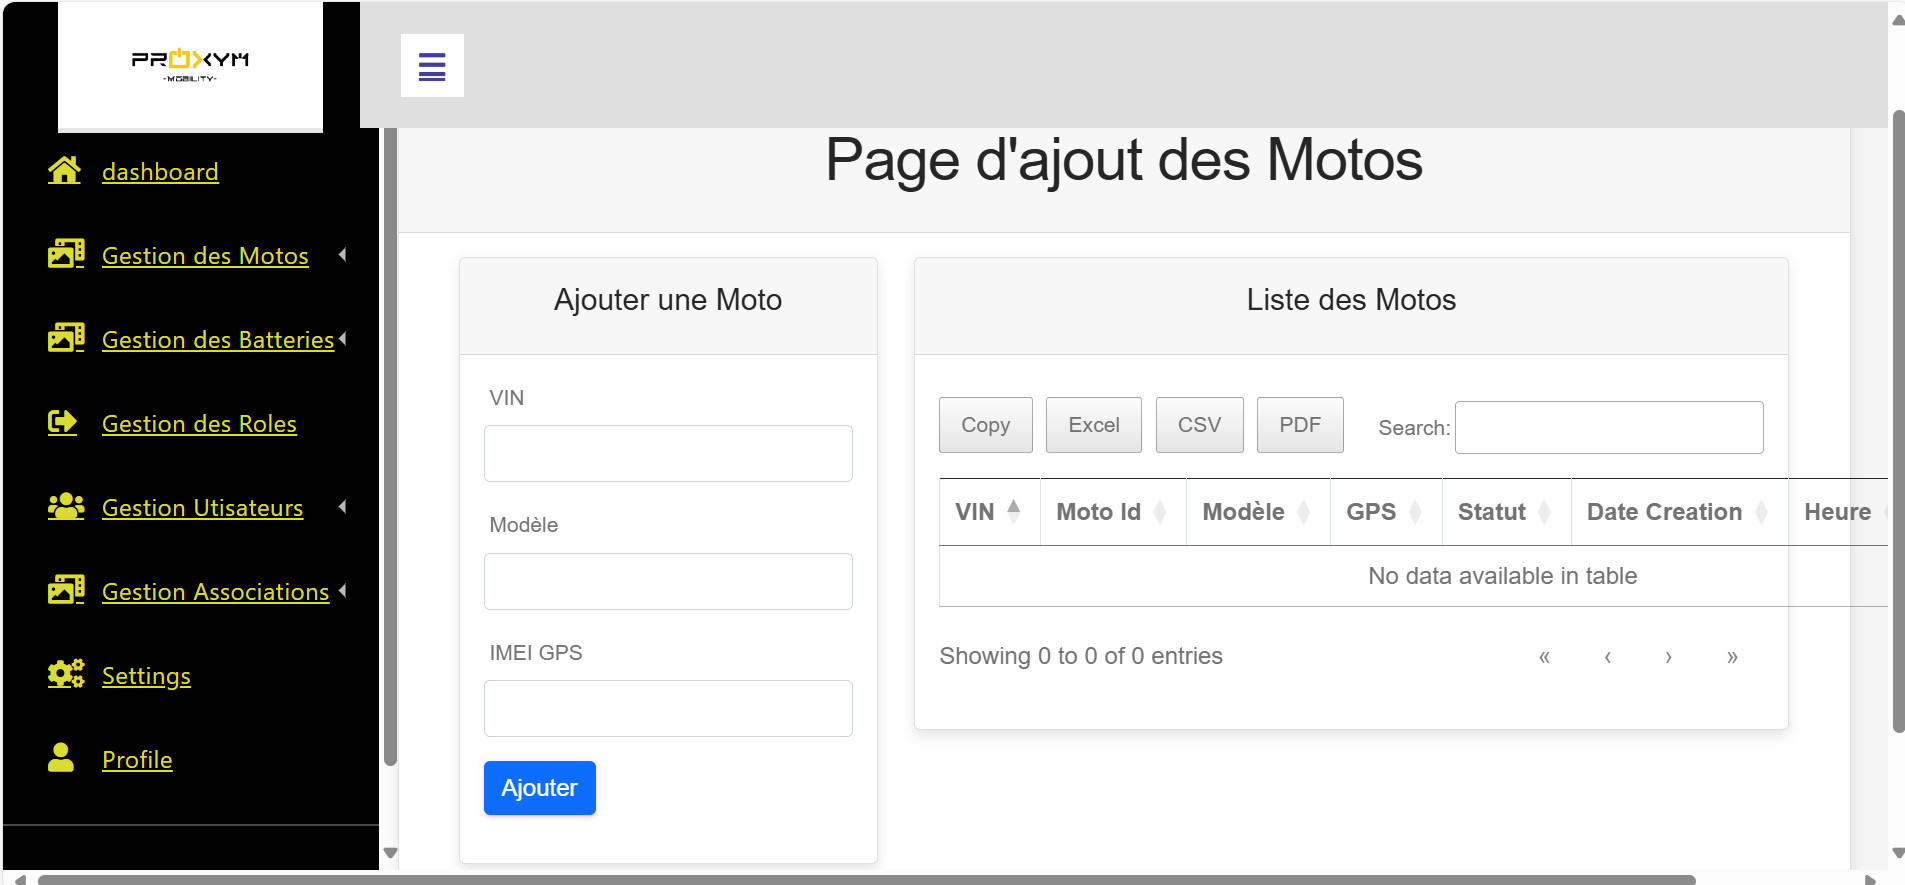 PROXYM
-MOBILITY-
dashboard
Gestion des Motos
Gestion des Batteries
Gestion des Roles
Gestion Utisateurs
Gestion Associations
Settings
Profile
Page d'ajout des Motos
Ajouter une Moto
VIN
Modèle
IMEI GPS
Ajouter
Liste des Motos
Copy Excel CSV PDF Search:
VIN Moto Id Modèle GPS Statut Date Creation Heure
No data available in table
Showing 0 to 0 of 0 entries « ‹ › »